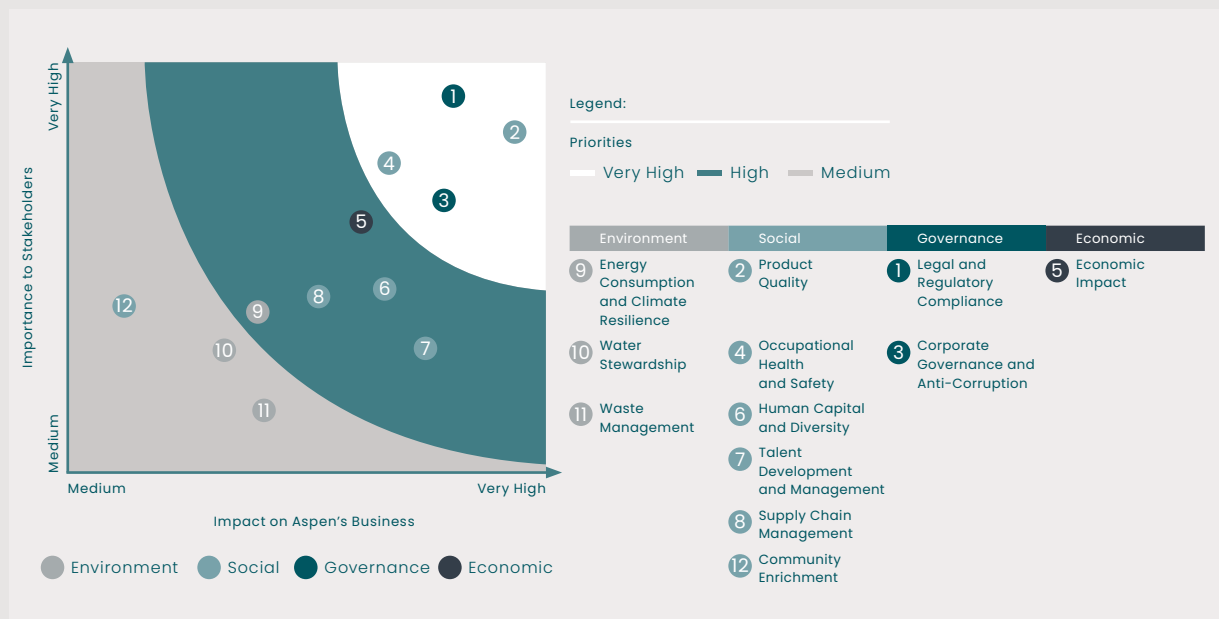 Very High
Importance to Stakeholders
Medium
1
2
4
3
5
6
8
12
9
7
10
11
Medium
Very High
Impact on Aspen's Business
Environment
Social
Governance
Economic
Legend:
Priorities
Very High
High
Medium
Environment
9 Energy
Consumption
and Climate
Resilience
10 Water
Stewardship
11 Waste
Management
Social
2 Product
Quality
4 Occupational
Health
and Safety
6 Human Capital
and Diversity
7 Talent
Development
and Management
8 Supply Chain
Management
12 Community
Enrichment
Governance
1 Legal and
Regulatory
Compliance
3 Corporate
Governance and
Anti-Corruption
Economic
5 Economic
Impact